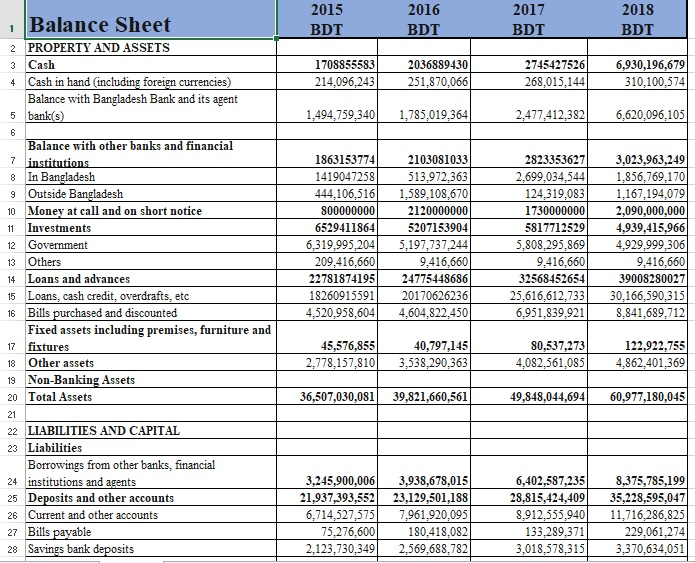 2015 2016 2017 2018
1 Balance Sheet BDT BDT BDT BDT
2 PROPERTY AND ASSETS
3 Cash 1708855583 2036889430 2745427526 6,930,196,679
4 Cash in hand (including foreign currencies) 214,096,243 251,870,066 268,015,144 310,100,574
Balance with Bangladesh Bank and its agent
5 bank(s) 1,494,759,340 1,785,019,364 2,477,412,382 6,620,096,105
6
Balance with other banks and financial
7 institutions 1863153774 2103081033 2823353627 3,023,963,249
8 In Bangladesh 1419047258 513,972,363 2,699,034,544 1,856,769,170
9 Outside Bangladesh 444,106,516 1,589,108,670 124,319,083 1,167,194,079
10 Money at call and on short notice 800000000 2120000000 1730000000 2,090,000,000
11 Investments 6529411864 5207153904 5817712529 4,939,415,966
12 Government 6,319,995,204 5,197,737,244 5,808,295,869 4,929,999,306
13 Others 209,416,660 9,416,660 9,416,660 9,416,660
14 Loans and advances 22781874195 24775448686 32568452654 39008280027
15 Loans, cash credit, overdrafts, etc 18260915591 20170626236 25,616,612,733 30,166,590,315
16 Bills purchased and discounted 4,520,958,604 4,604,822,450 6,951,839,921 8,841,689,712
Fixed assets including premises, furniture and
17 fixtures 45,576,855 40,797,145 80,537,273 122,922,755
18 Other assets 2,778,157,810 3,538,290,363 4,082,561,085 4,862,401,369
19 Non-Banking Assets
20 Total Assets 36,507,030,081 39,821,660,561 49,848,044,694 60,977,180,045
21
22 LIABILITIES AND CAPITAL
23 Liabilities
Borrowings from other banks, financial
24 institutions and agents 3,245,900,006 3,938,678,015 6,402,587,235 8,375,785,199
25 Deposits and other accounts 21,937,393,552 23,129,501,188 28,815,424,409 35,228,595,047
26 Current and other accounts 6,714,527,575 7,961,920,095 8,912,555,940 11,716,286,825
27 Bills payable 75,276,600 180,418,082 133,289,371 229,061,274
28 Savings bank deposits 2,123,730,349 2,569,688,782 3,018,578,315 3,370,634,051